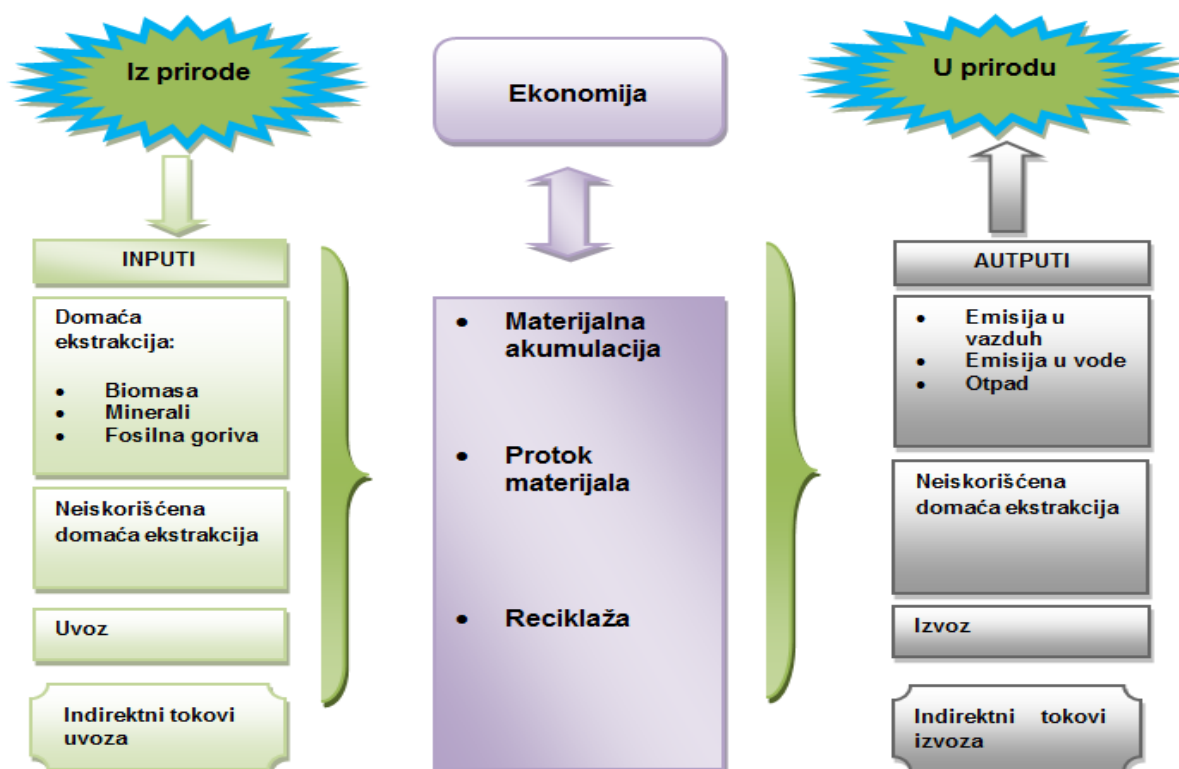 Iz prirode
INPUTI
Domaća
ekstrakcija:
• Biomasa
• Minerali
• Fosilna goriva
Neiskorišćena
domaća ekstrakcija
Uvoz
Indirektni tokovi
uvoza
Ekonomija
• Materijalna
akumulacija
• Protok
materijala
• Reciklaža
U prirodu
AUTPUTI
• Emisija u
vazduh
• Emisija u vode
• Otpad
Neiskorišćena
domaća ekstrakcija
Izvoz
Indirektni tokovi
izvoza